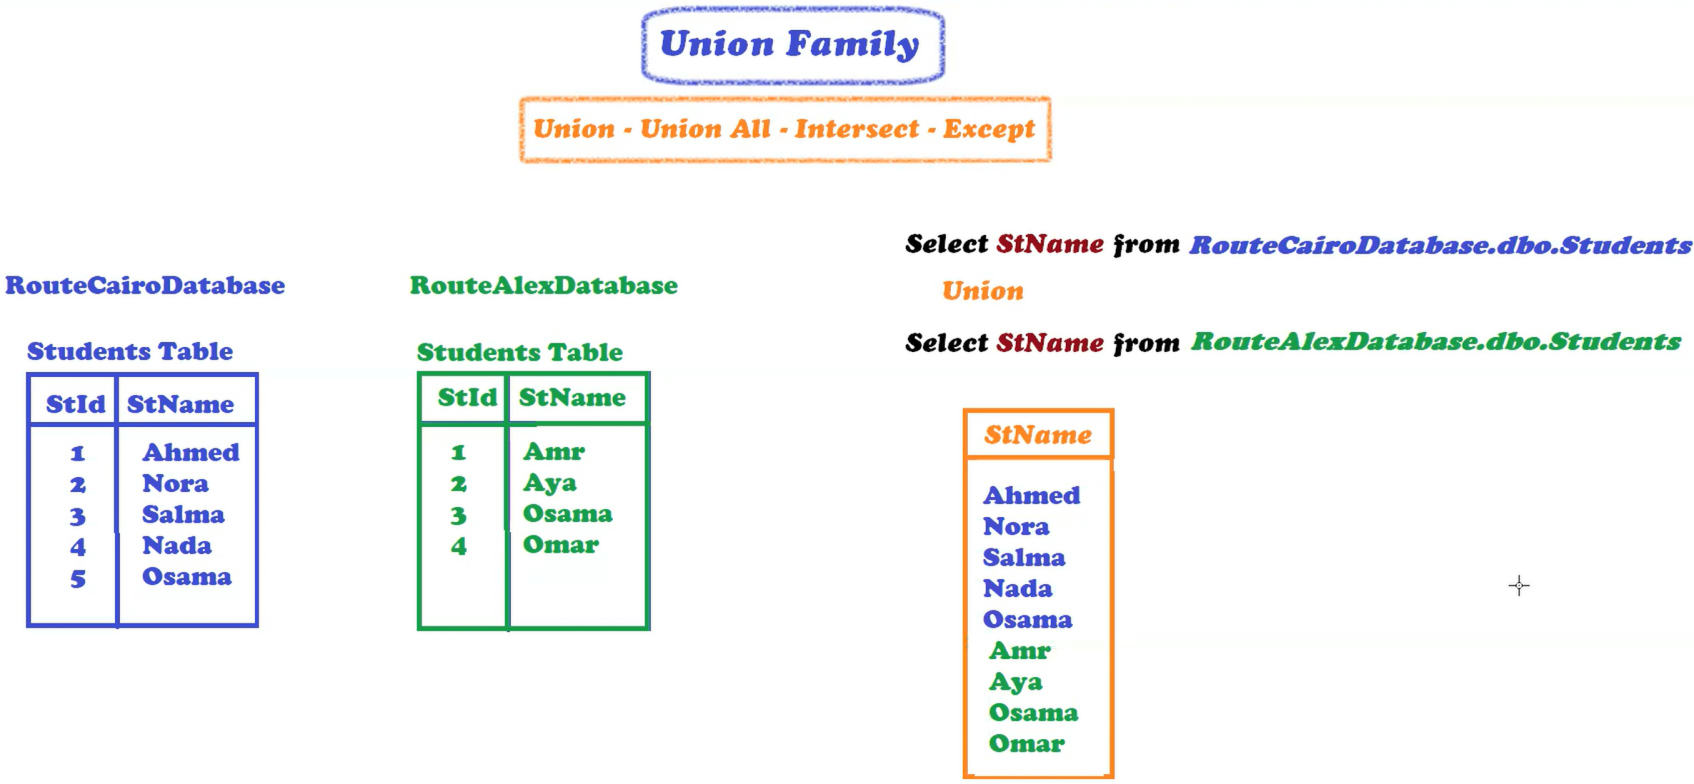 Union Family
Union - Union All - Intersect - Except
RouteCairoDatabase
Students Table
StId StName
1 Ahmed
2 Nora
3 Salma
4 Nada
5 Osama
RouteAlexDatabase
Students Table
StId StName
1 Amr
2 Aya
3 Osama
4 Omar
Select StName from RouteCairoDatabase.dbo.Students
Union
Select StName from RouteAlexDatabase.dbo.Students
StName
Ahmed
Nora
Salma
Nada
Osama
Amr
Aya
Osama
Omar